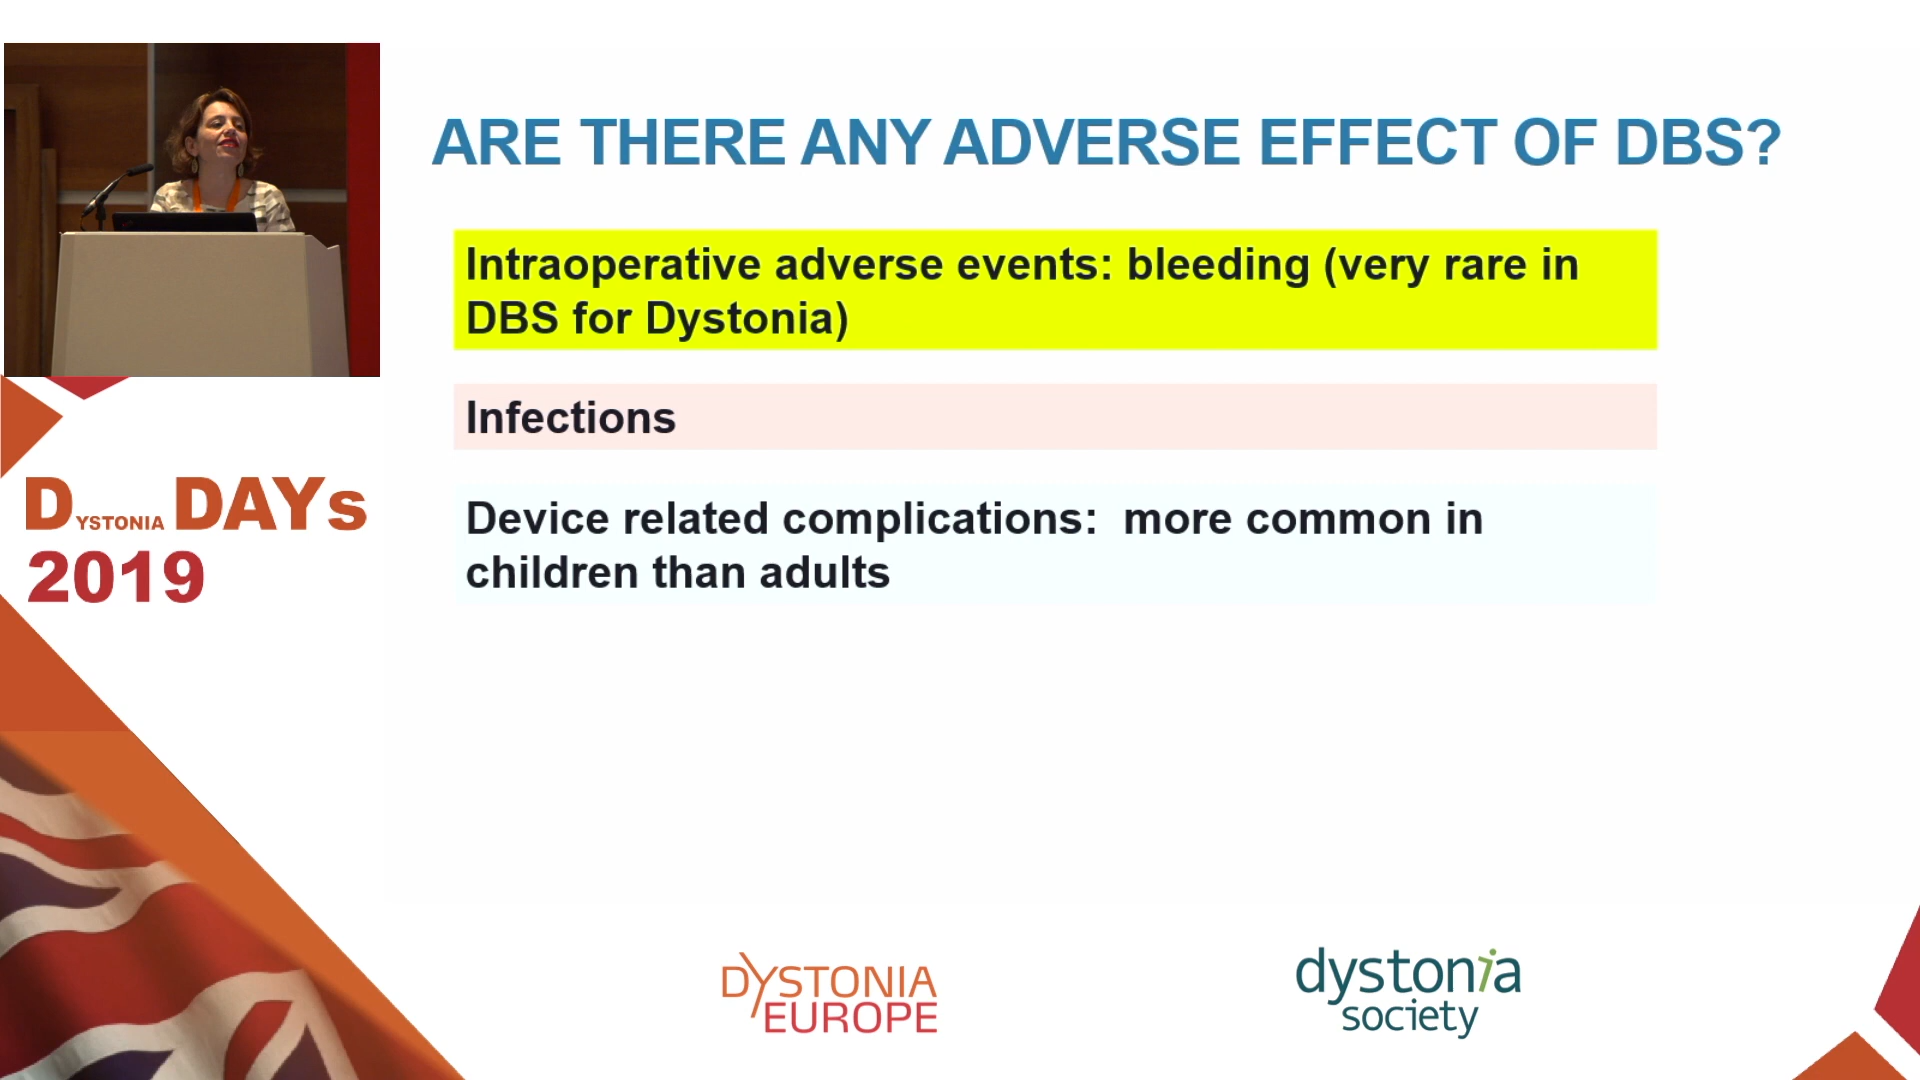 ARE THERE ANY ADVERSE EFFECT OF DBS?
Intraoperative adverse events: bleeding (very rare in
DBS for Dystonia)
Infections
Device related complications: more common in
children than adults
DYSTONIA DAYs
2019
DYSTONIA
EUROPE
dystonia
society